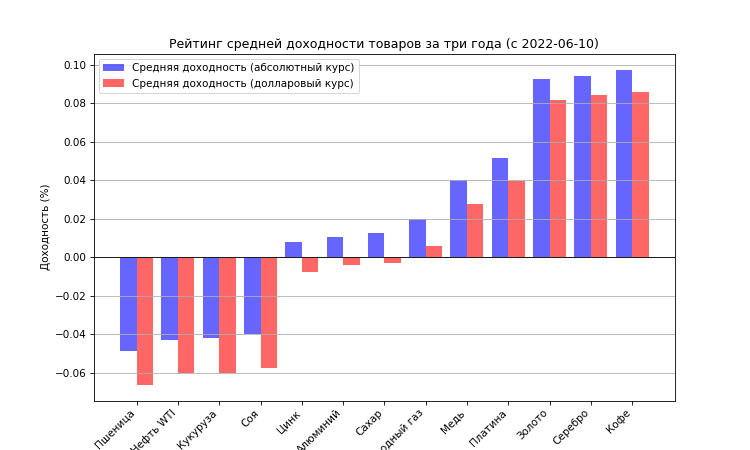 Рейтинг средней доходности товаров за три года (с 2022-06-10)
Средняя доходность (абсолютный курс)
Средняя доходность (долларовый курс)
Доходность (%)
0.10
0.08
0.06
0.04
0.02
0.00
−0.02
−0.04
−0.06
Пшеница
Нефть WTI
Кукуруза
Соя
Цинк
Алюминий
Сахар
одный газ
Медь
Платина
Золото
Серебро
Кофе